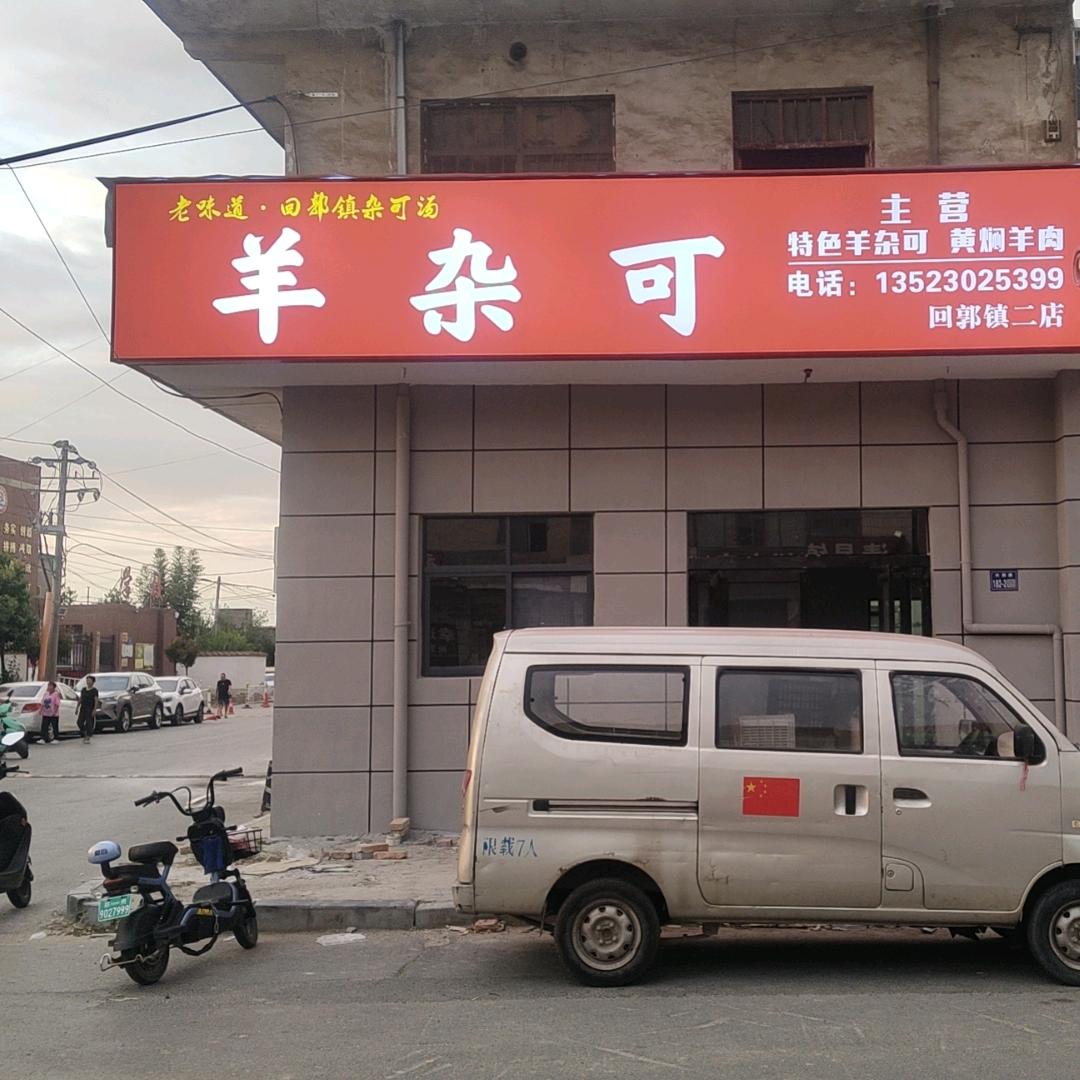 老味道·回郭镇杂可汤
羊杂可
主营
特色羊杂可 黄焖羊肉
电话：13523025399
回郭镇二店
限载7人
9027999